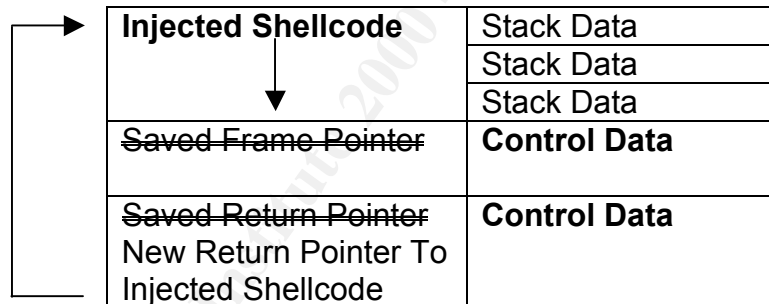 Injected Shellcode Stack Data
Stack Data
Stack Data
Saved Frame Pointer Control Data
Saved Return Pointer Control Data
New Return Pointer To
Injected Shellcode